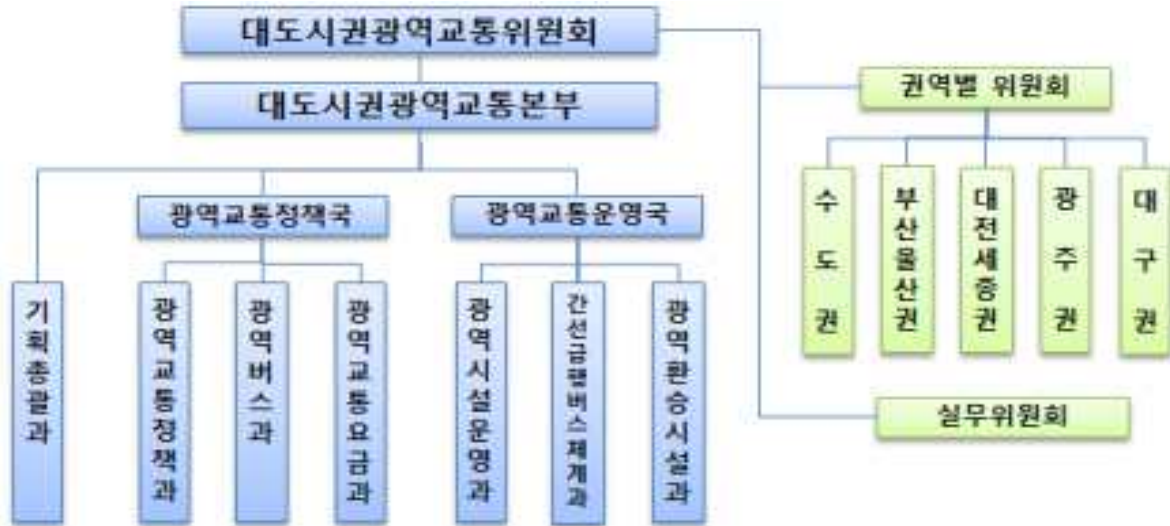 대도시권광역교통위원회
대도시권광역교통본부
권역별 위원회
수도권
부산울산권
대전세종권
광주권
대구권
광역교통정책국
광역교통운영국
기획총괄과
광역교통정책과
광역버스과
광역교통요금과
광역시설운영과
간선급행버스체계과
광역환승시설과
실무위원회